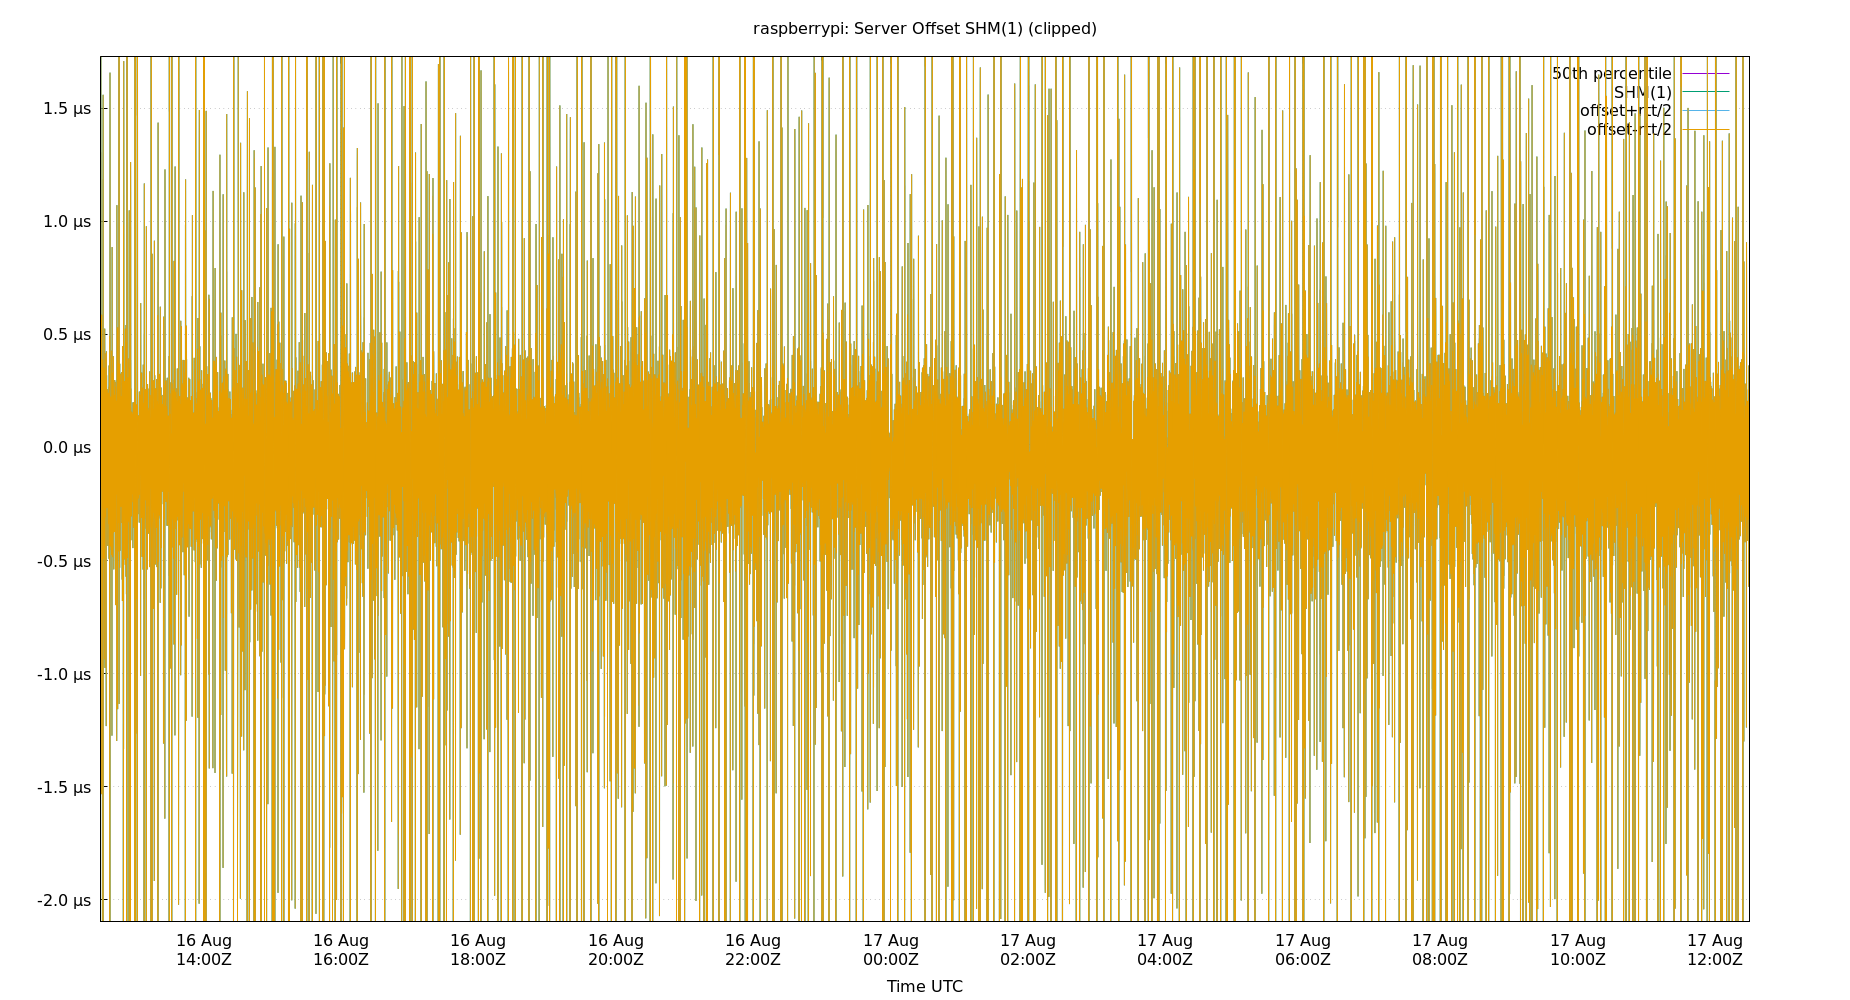 raspberrypi: Server Offset SHM(1) (clipped)
50th percentile
SHM(1)
offset+rtt/2
offset-rtt/2
1.5 µs
1.0 µs
0.5 µs
0.0 µs
-0.5 µs
-1.0 µs
-1.5 µs
-2.0 µs
16 Aug 16 Aug 16 Aug 16 Aug 16 Aug 17 Aug 17 Aug 17 Aug 17 Aug 17 Aug 17 Aug 17 Aug
14:00Z 16:00Z 18:00Z 20:00Z 22:00Z 00:00Z 02:00Z 04:00Z 06:00Z 08:00Z 10:00Z 12:00Z
Time UTC